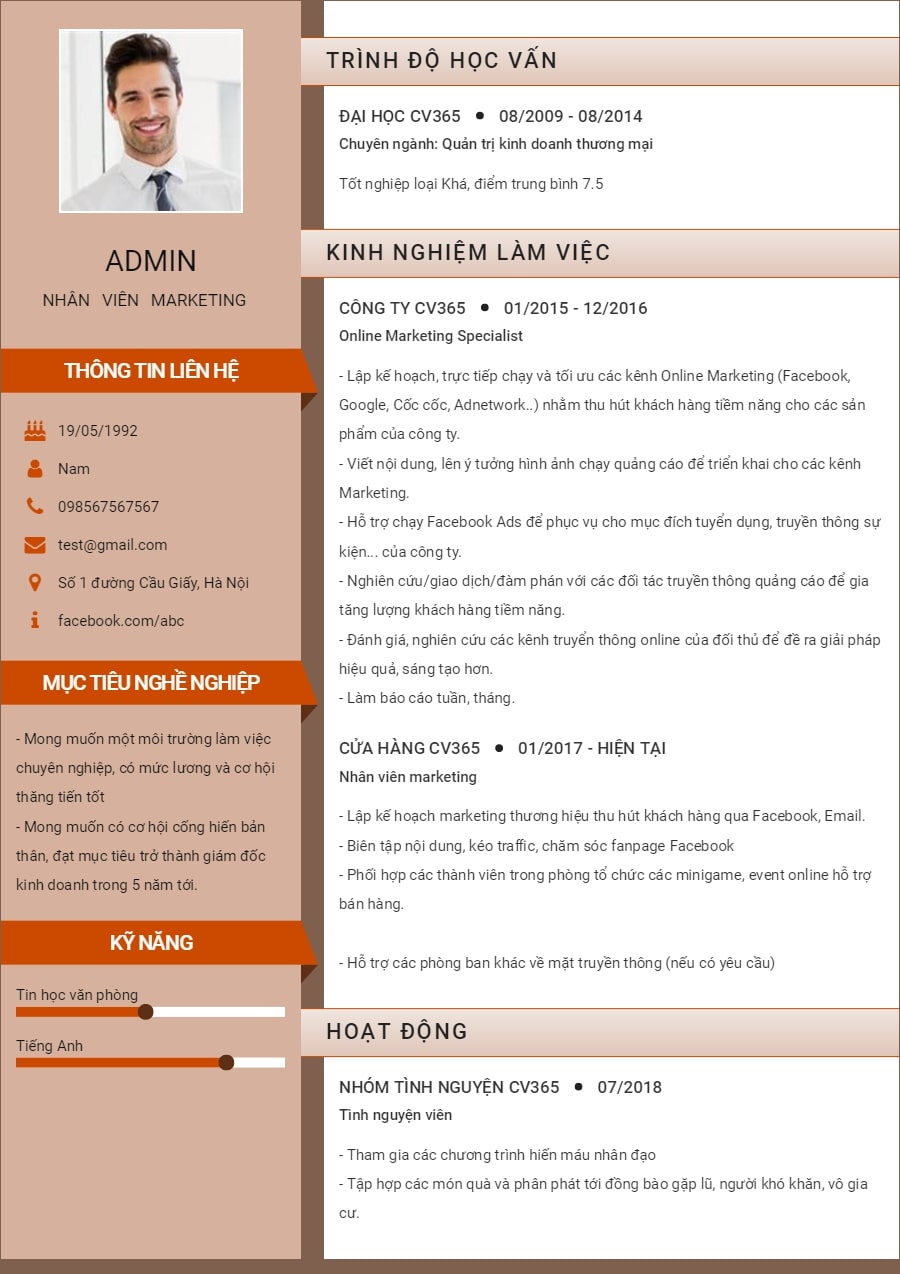 ADMIN
NHÂN VIÊN MARKETING
THÔNG TIN LIÊN HỆ
19/05/1992
Nam
098567567567
test@gmail.com
Số 1 đường Cầu Giấy, Hà Nội
facebook.com/abc
MỤC TIÊU NGHỀ NGHIỆP
- Mong muốn một môi trường làm việc
chuyên nghiệp, có mức lương và cơ hội
thăng tiến tốt
- Mong muốn có cơ hội cống hiến bản
thân, đạt mục tiêu trở thành giám đốc
kinh doanh trong 5 năm tới.
KỸ NĂNG
Tin học văn phòng
Tiếng Anh
TRÌNH ĐỘ HỌC VẤN
ĐẠI HỌC CV365 ● 08/2009 - 08/2014
Chuyên ngành: Quản trị kinh doanh thương mại
Tốt nghiệp loại Khá, điểm trung bình 7.5
KINH NGHIỆM LÀM VIỆC
CÔNG TY CV365 ● 01/2015 - 12/2016
Online Marketing Specialist
- Lập kế hoạch, trực tiếp chạy và tối ưu các kênh Online Marketing (Facebook,
Google, Cốc cốc, Adnetwork..) nhằm thu hút khách hàng tiềm năng cho các sản
phẩm của công ty.
- Viết nội dung, lên ý tưởng hình ảnh chạy quảng cáo để triển khai cho các kênh
Marketing.
- Hỗ trợ chạy Facebook Ads để phục vụ cho mục đích tuyển dụng, truyền thông sự
kiện... của công ty.
- Nghiên cứu/giao dịch/đàm phán với các đối tác truyền thông quảng cáo để gia
tăng lượng khách hàng tiềm năng.
- Đánh giá, nghiên cứu các kênh truyền thông online của đối thủ để đề ra giải pháp
hiệu quả, sáng tạo hơn.
- Làm báo cáo tuần, tháng.
CỬA HÀNG CV365 ● 01/2017 - HIỆN TẠI
Nhân viên marketing
- Lập kế hoạch marketing thương hiệu thu hút khách hàng qua Facebook, Email.
- Biên tập nội dung, kéo traffic, chăm sóc fanpage Facebook
- Phối hợp các thành viên trong phòng tổ chức các minigame, event online hỗ trợ
bán hàng.
- Hỗ trợ các phòng ban khác về mặt truyền thông (nếu có yêu cầu)
HOẠT ĐỘNG
NHÓM TÌNH NGUYỆN CV365 ● 07/2018
Tình nguyện viên
- Tham gia các chương trình hiến máu nhân đạo
- Tập hợp các món quà và phân phát tới đồng bào gặp lũ, người khó khăn, vô gia
cư.